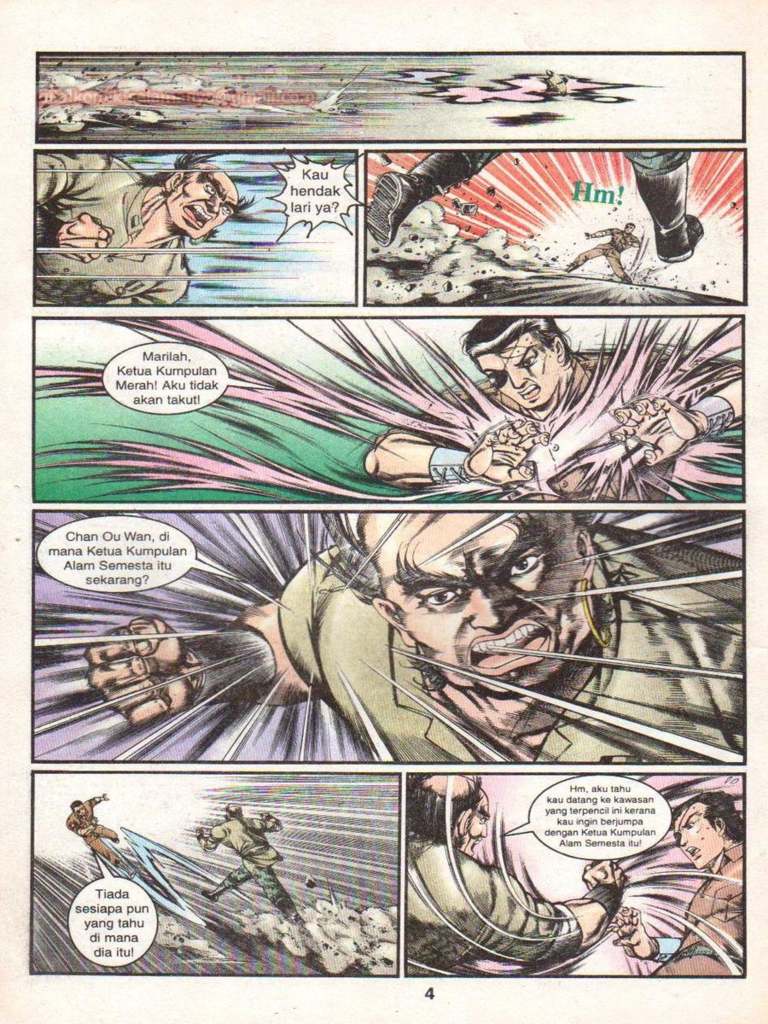 Kau
hendak
lari ya?
Hm!
Marilah,
Ketua Kumpulan
Merah! Aku tidak
akan takut!
Chan Ou Wan, di
mana Ketua Kumpulan
Alam Semesta itu
sekarang?
Tiada
sesiapa pun
yang tahu
di mana
dia itu!
Hm, aku tahu
kau datang ke kawasan
yang terpencil ini kerana
kau ingin berjumpa
dengan Ketua Kumpulan
Alam Semesta itu!
4